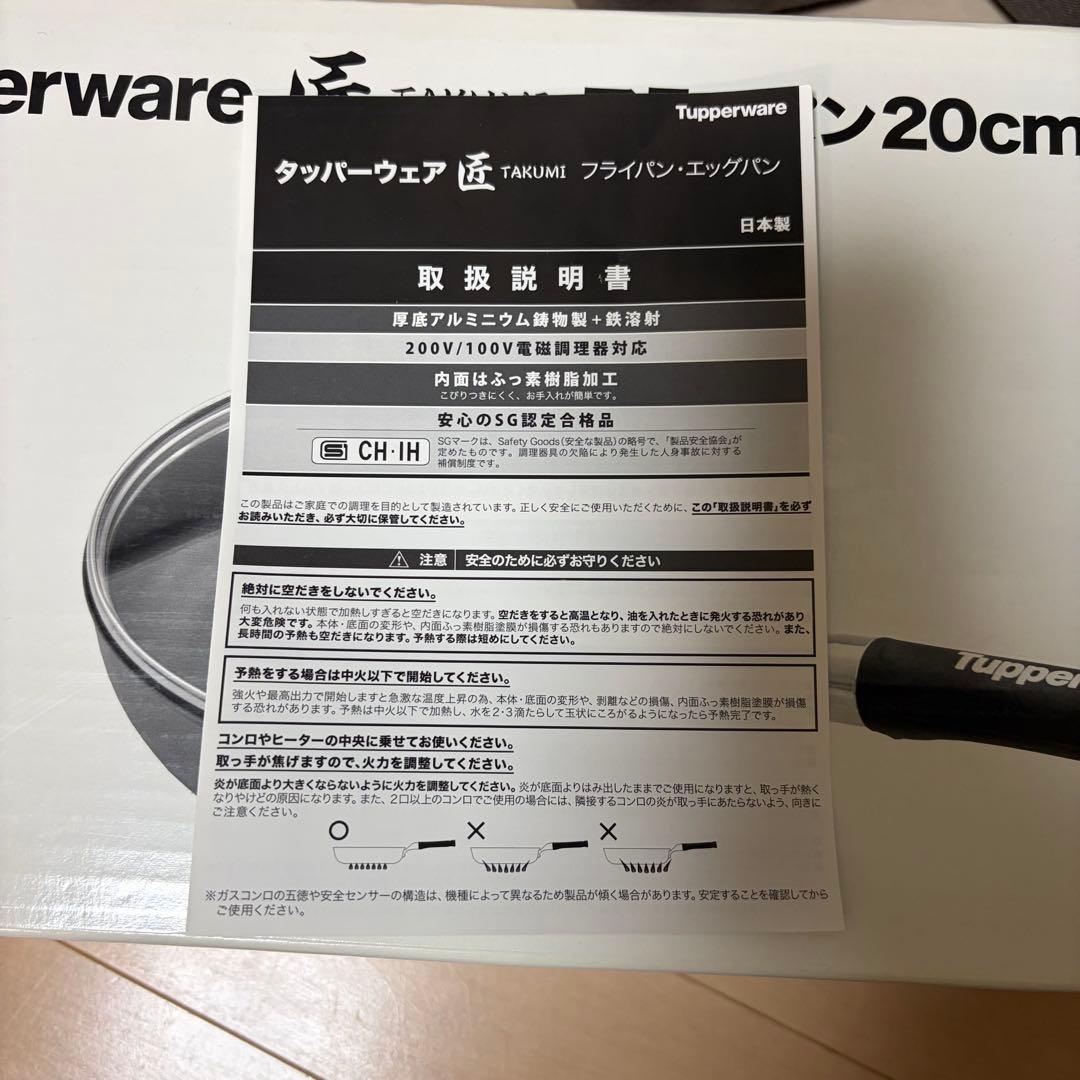 erware 匠
ン20cm
Tupperware
タッパーウェア 匠 TAKUMI フライパン・エッグパン
日本製
取扱説明書
厚底アルミニウム鋳物製+鉄溶射
200V/100V電磁調理器対応
内面はふっ素樹脂加工
こびりつきにくく、お手入れが簡単です。
安心のSG認定合格品
SG CH・IH
SGマークは、Safety Goods(安全な製品)の略号で、「製品安全協会」が
定めたものです。調理器具の欠陥により発生した人身事故に対する
補償制度です。
この製品はご家庭での調理を目的として製造されています。正しく安全にご使用いただくために、この「取扱説明書」を必ず
お読みいただき、必ず大切に保管してください。
注意 安全のために必ずお守りください
絶対に空だきをしないでください。
何も入れない状態で加熱しすぎると空だきになります。空だきをすると高温となり、油を入れたときに発火する恐れがあり
大変危険です。本体・底面の変形や、内面ふっ素樹脂塗膜が損傷する恐れもありますので絶対にしないでください。また、
長時間の予熱も空だきになります。予熱する際は短めにしてください。
予熱をする場合は中火以下で開始してください。
強火や最高出力で開始しますと急激な温度上昇の為、本体・底面の変形や、剥離などの損傷、内面ふっ素樹脂塗膜が損傷
する恐れがあります。予熱は中火以下で加熱し、水を2・3滴たらして玉状にころがるようになったら予熱完了です。
コンロやヒーターの中央に乗せてお使いください。
取っ手が焦げますので、火力を調整してください。
炎が底面より大きくならないように火力を調整してください。炎が底面よりはみ出したままでご使用になりますと、取っ手が熱く
なりやけどの原因になります。また、2口以上のコンロでご使用の場合には、隣接するコンロの炎が取っ手にあたらないよう、向きに
ご注意ください。
○ × ×
※ガスコンロの五徳や安全センサーの構造は、機種によって異なるため製品が傾く場合があります。安定することを確認してから
ご使用ください。
Tupper